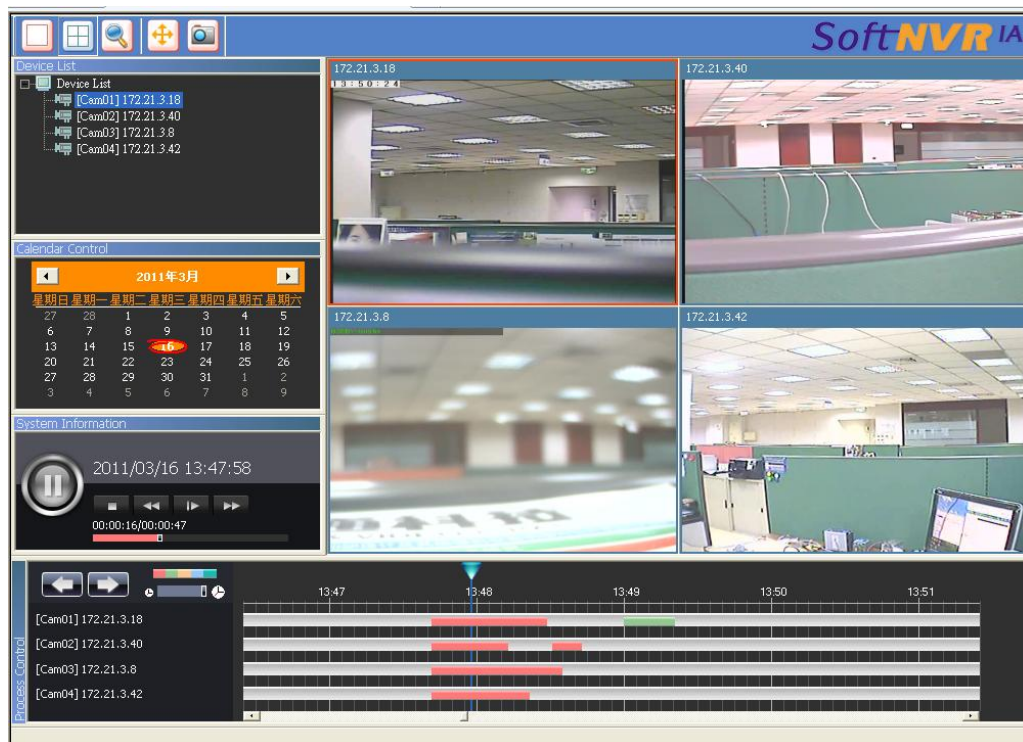 SoftNVR IA
Device List
Device List
[Cam01] 172.21.3.18
[Cam02] 172.21.3.40
[Cam03] 172.21.3.8
[Cam04] 172.21.3.42
Calendar Control
2011年3月
星期日 星期一 星期二 星期三 星期四 星期五 星期六
27 28 1 2 3 4 5
6 7 8 9 10 11 12
13 14 15 16 17 18 19
20 21 22 23 24 25 26
27 28 29 30 31 1 2
3 4 5 6 7 8 9
System Information
2011/03/16 13:47:58
00:00:16/00:00:47
172.21.3.18
13:50:24
172.21.3.40
172.21.3.8
172.21.3.42
Process Control
13:47 13:48 13:49 13:50 13:51
[Cam01] 172.21.3.18
[Cam02] 172.21.3.40
[Cam03] 172.21.3.8
[Cam04] 172.21.3.42